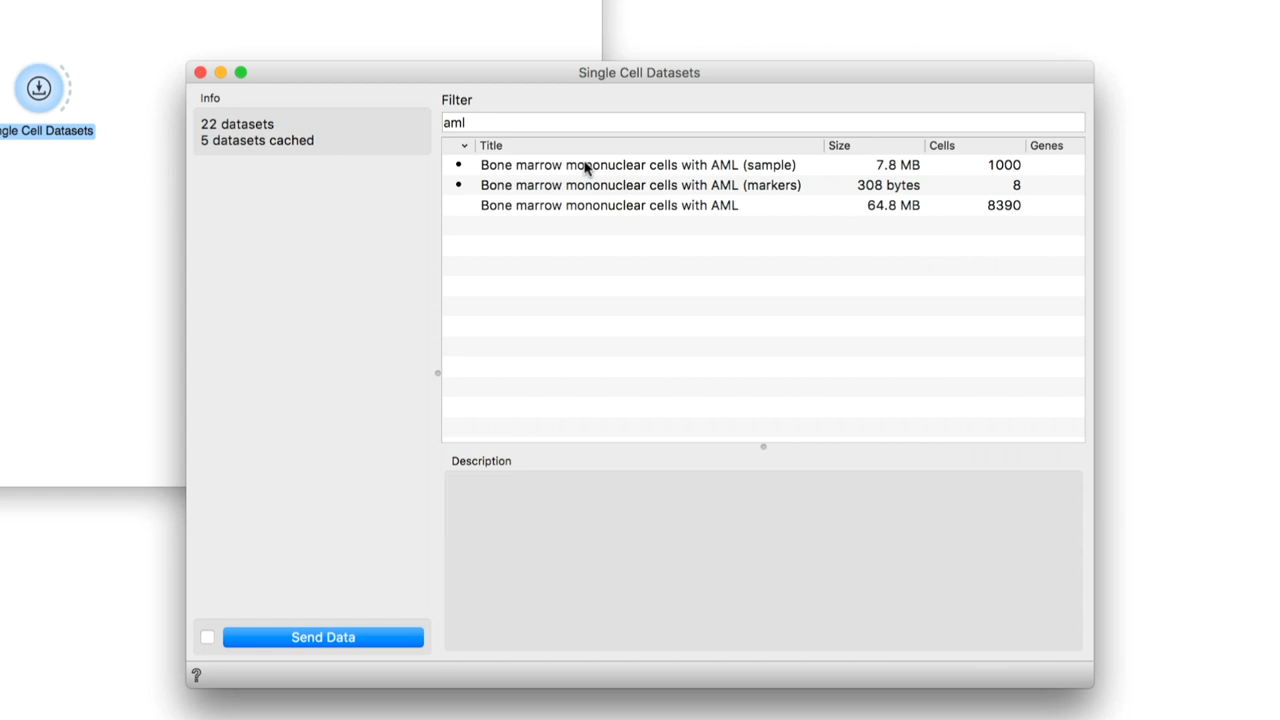 Single Cell Datasets
Info
22 datasets
5 datasets cached
ngle Cell Datasets
Filter
aml
Title Size Cells Genes
Bone marrow mononuclear cells with AML (sample) 7.8 MB 1000
Bone marrow mononuclear cells with AML (markers) 308 bytes 8
Bone marrow mononuclear cells with AML 64.8 MB 8390
Description
Send Data
?